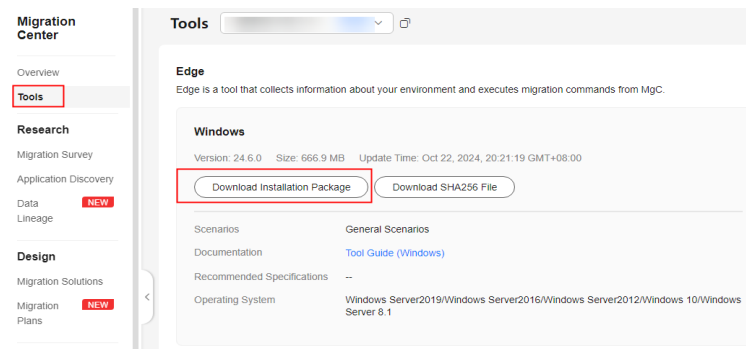 Migration
Center
Overview
Tools
Research
Migration Survey
Application Discovery
Data
Lineage
NEW
Design
Migration Solutions
Migration
Plans
NEW
Tools
Edge
Edge is a tool that collects information about your environment and executes migration commands from MgC.
Windows
Version: 24.6.0 Size: 666.9 MB Update Time: Oct 22, 2024, 20:21:19 GMT+08:00
Download Installation Package Download SHA256 File
Scenarios General Scenarios
Documentation Tool Guide (Windows)
Recommended Specifications --
Operating System Windows Server2019/Windows Server2016/Windows Server2012/Windows 10/Windows
Server 8.1